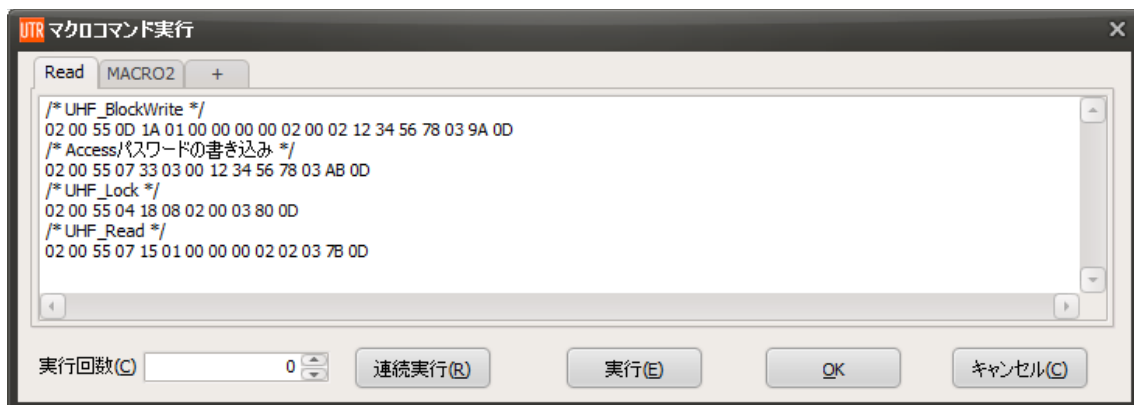 UTR マクロコマンド実行
Read MACRO2 +
/* UHF_BlockWrite */
02 00 55 0D 1A 01 00 00 00 00 02 00 02 12 34 56 78 03 9A 0D
/* Accessパスワードの書き込み */
02 00 55 07 33 03 00 12 34 56 78 03 AB 0D
/* UHF_Lock */
02 00 55 04 18 08 02 00 03 80 0D
/* UHF_Read */
02 00 55 07 15 01 00 00 00 02 02 03 7B 0D
実行回数(C) 0 連続実行(R) 実行(E) OK キャンセル(C)